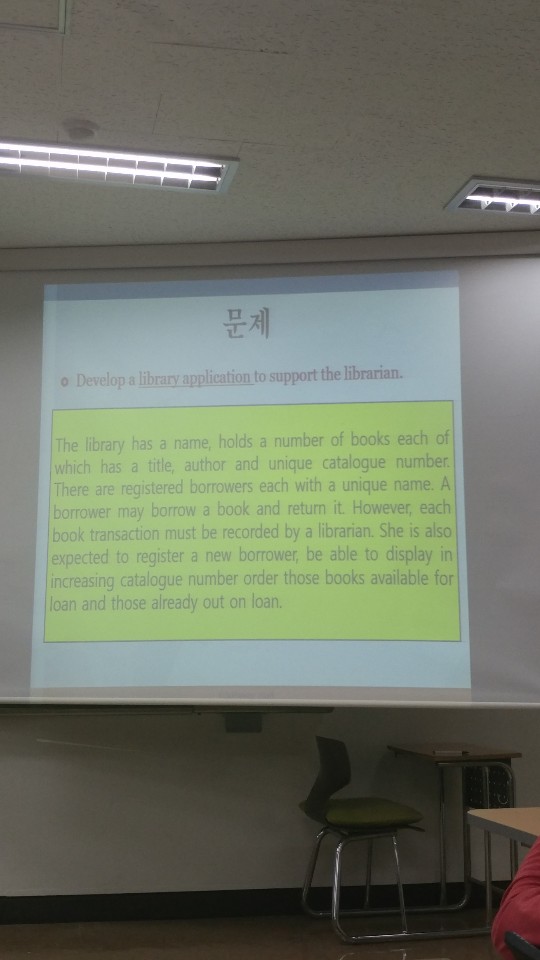 문제
Develop a library application to support the librarian.
The library has a name, holds a number of books each of
which has a title, author and unique catalogue number.
There are registered borrowers each with a unique name. A
borrower may borrow a book and return it. However, each
book transaction must be recorded by a librarian. She is also
expected to register a new borrower, be able to display in
increasing catalogue number order those books available for
loan and those already out on loan.